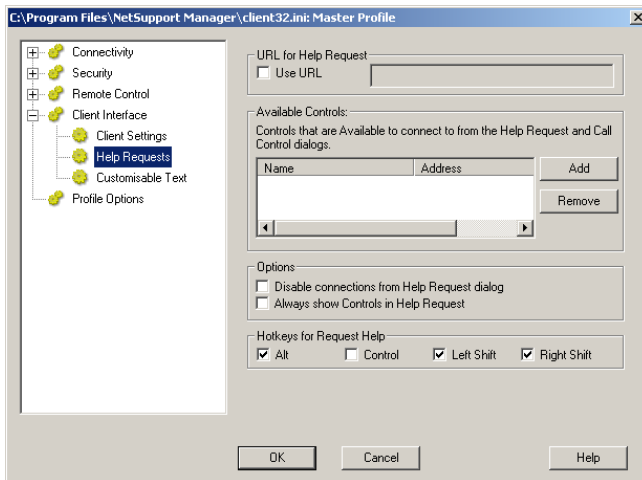 C:\Program Files\NetSupport Manager\client32.ini: Master Profile
Connectivity
Security
Remote Control
Client Interface
Client Settings
Help Requests
Customisable Text
Profile Options
URL for Help Request
Use URL
Available Controls:
Controls that are Available to connect to from the Help Request and Call
Control dialogs.
Name Address
Add
Remove
Options
Disable connections from Help Request dialog
Always show Controls in Help Request
Hotkeys for Request Help
Alt Control Left Shift Right Shift
OK Cancel Help